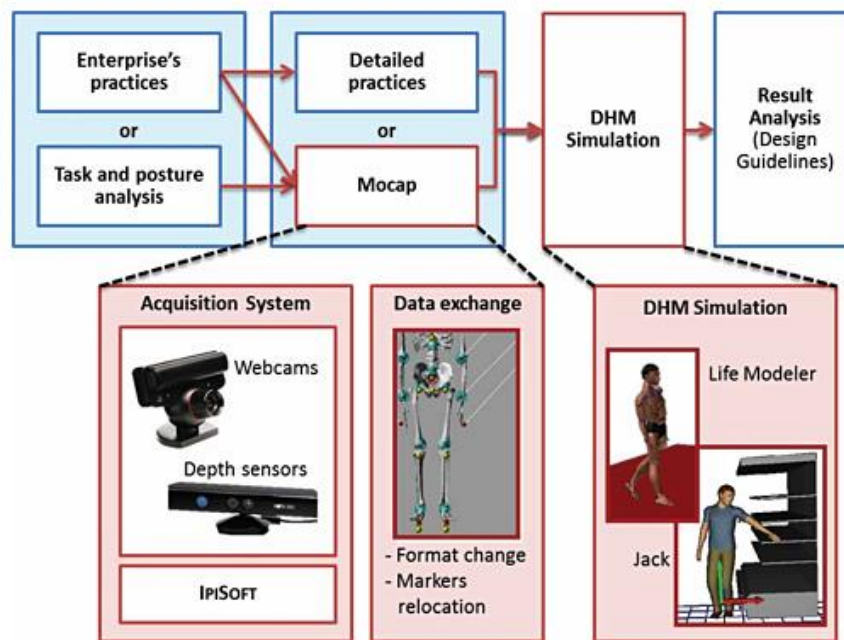 Enterprise's
practices
or
Task and posture
analysis
Detailed
practices
or
Mocap
DHM
Simulation
Result
Analysis
(Design
Guidelines)
Acquisition System
Webcams
Depth sensors
IPISOFT
Data exchange
- Format change
- Markers
relocation
DHM Simulation
Life Modeler
Jack